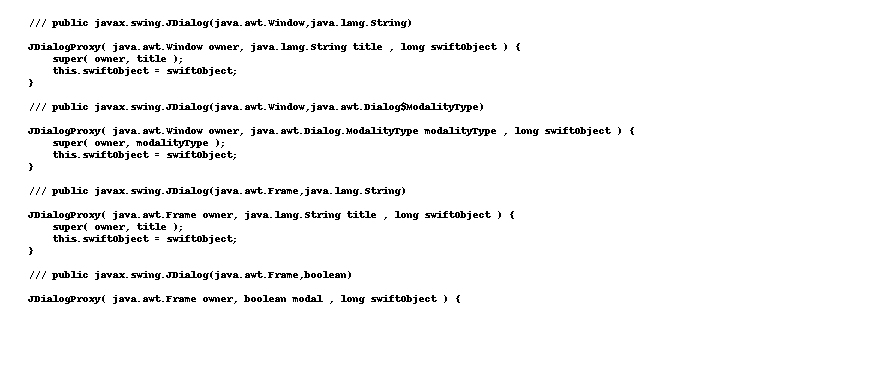 /// public javax.swing.JDialog(java.awt.Window,java.lang.String)
JDialogProxy( java.awt.Window owner, java.lang.String title , long swiftObject ) {
super( owner, title );
this.swiftObject = swiftObject;
}
/// public javax.swing.JDialog(java.awt.Window,java.awt.Dialog$ModalityType)
JDialogProxy( java.awt.Window owner, java.awt.Dialog.ModalityType modalityType , long swiftObject ) {
super( owner, modalityType );
this.swiftObject = swiftObject;
}
/// public javax.swing.JDialog(java.awt.Frame,java.lang.String)
JDialogProxy( java.awt.Frame owner, java.lang.String title , long swiftObject ) {
super( owner, title );
this.swiftObject = swiftObject;
}
/// public javax.swing.JDialog(java.awt.Frame,boolean)
JDialogProxy( java.awt.Frame owner, boolean modal , long swiftObject ) {